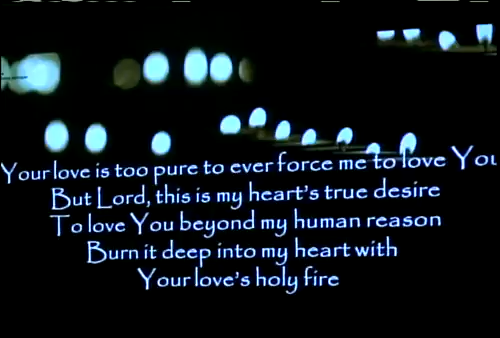 Your love is too pure to ever force me to love You
But Lord, this is my heart's true desire
To love You beyond my human reason
Burn it deep into my heart with
Your love's holy fire